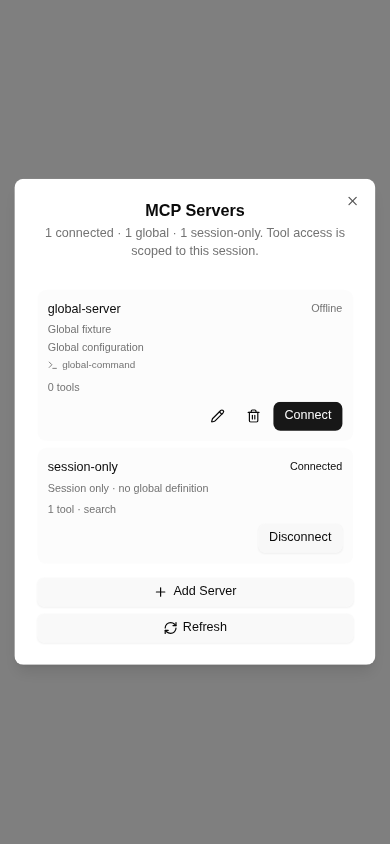 MCP Servers
1 connected · 1 global · 1 session-only. Tool access is
scoped to this session.
global-server
Offline
Global fixture
Global configuration
global-command
0 tools
Connect
session-only
Connected
Session only · no global definition
1 tool · search
Disconnect
Add Server
Refresh